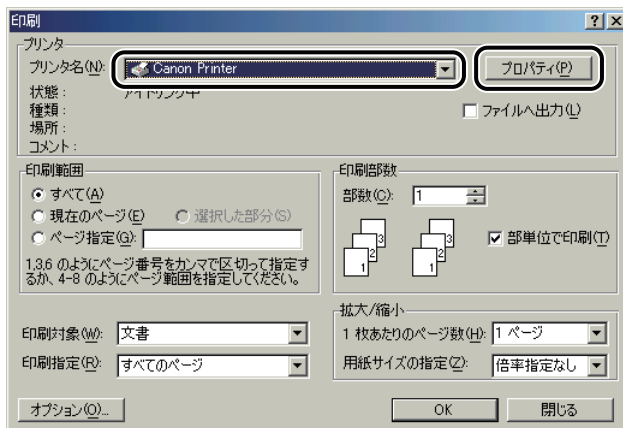 印刷
プリンタ
プリンタ名(N): Canon Printer プロパティ(P)
状態: アイドリング中
種類: ファイルへ出力(L)
場所:
コメント:
印刷範囲
すべて(A)
現在のページ(E) 選択した部分(S)
ページ指定(G):
1,3,6 のようにページ番号をカンマで区切って指定す
るか、4-8 のようにページ範囲を指定してください。
印刷部数
部数(C): 1
1 2 3 1 2 3 部単位で印刷(T)
印刷対象(W): 文書
印刷指定(R): すべてのページ
拡大/縮小
1 枚あたりのページ数(H): 1 ページ
用紙サイズの指定(Z): 倍率指定なし
オプション(O)... OK 閉じる